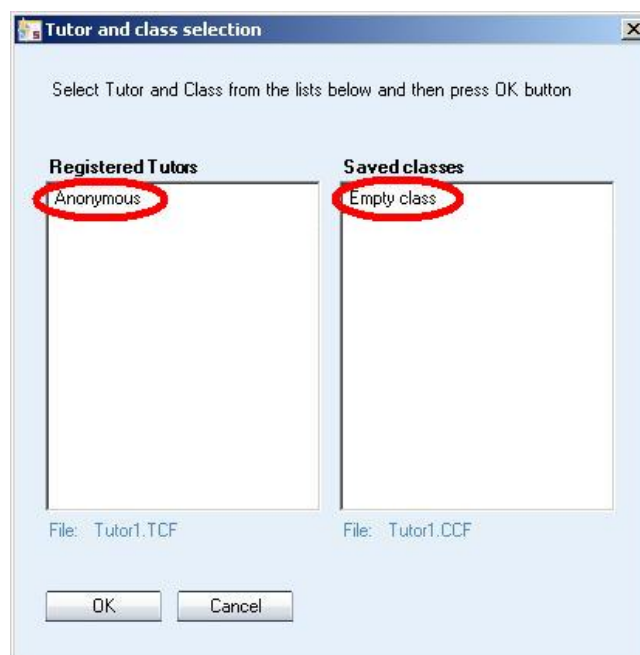 Tutor and class selection
Select Tutor and Class from the lists below and then press OK button
Registered Tutors
Saved classes
Anonymous
Empty class
File: Tutor1.TCF
File: Tutor1.CCF
OK
Cancel